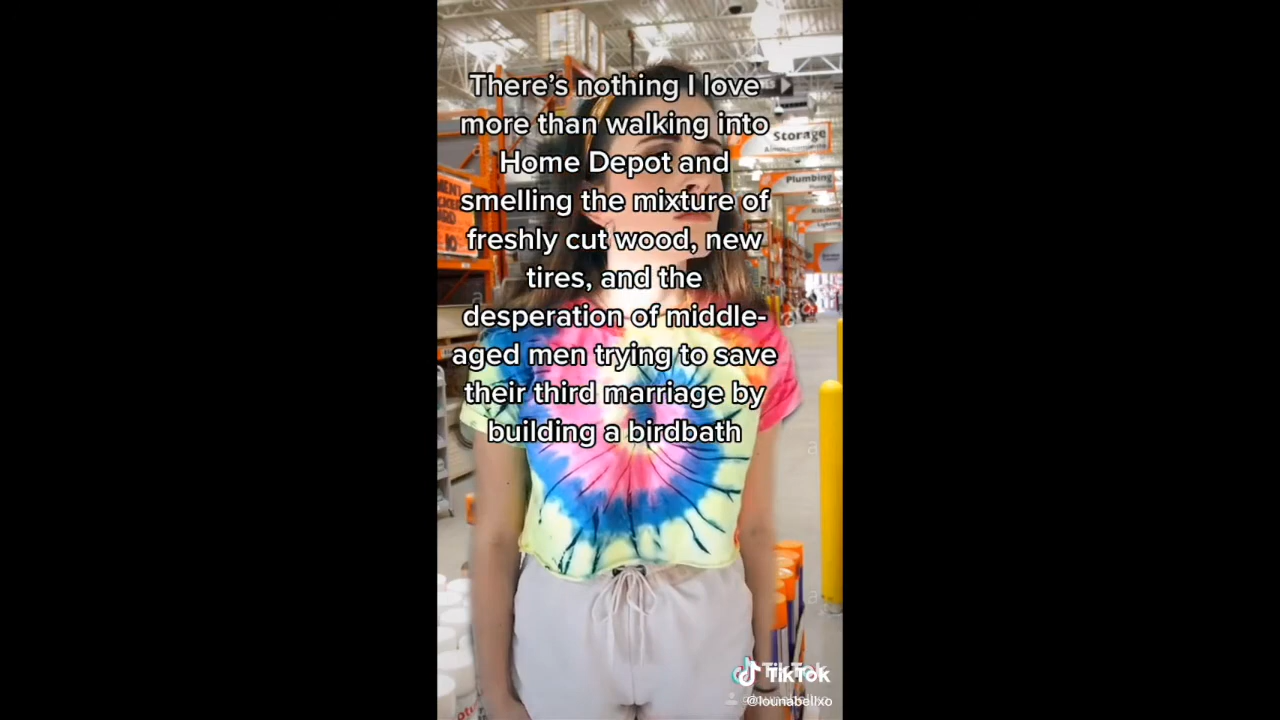 There’s nothing I love
more than walking into
Home Depot and
smelling the mixture of
freshly cut wood, new
tires, and the
desperation of middle-
aged men trying to save
their third marriage by
building a birdbath
Storage
Plumbing
Kitchen
TikTok
@lounabellxo